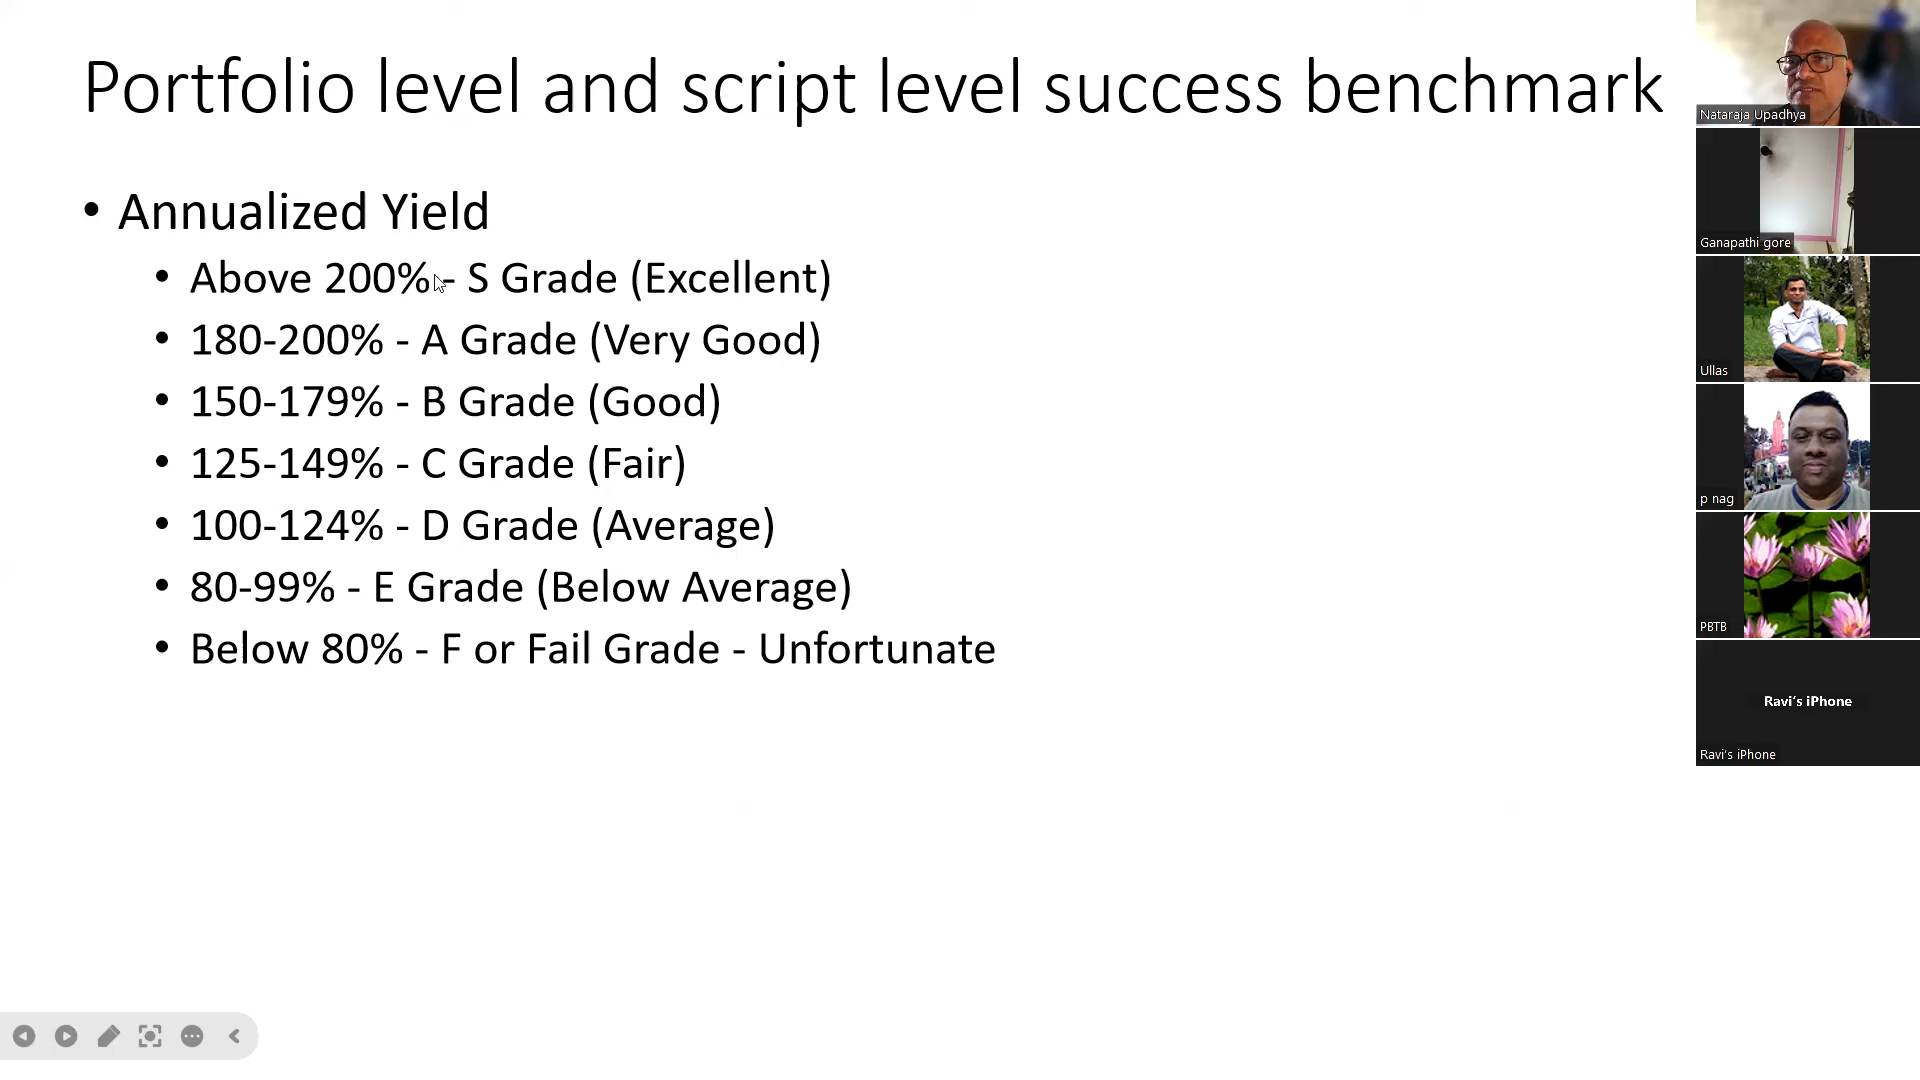 Portfolio level and script level success benchmark
• Annualized Yield
• Above 200% - S Grade (Excellent)
• 180-200% - A Grade (Very Good)
• 150-179% - B Grade (Good)
• 125-149% - C Grade (Fair)
• 100-124% - D Grade (Average)
• 80-99% - E Grade (Below Average)
• Below 80% - F or Fail Grade - Unfortunate
Nataraja Upadhya
Ganapathi gore
Ullas
p nag
PBTB
Ravi's iPhone
Ravi's iPhone